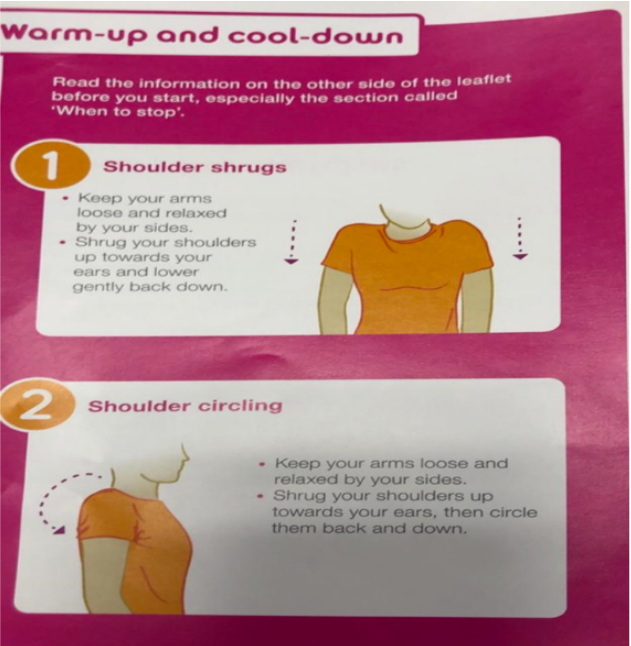 Warm-up and cool-down
Read the information on the other side of the leaflet
before you start, especially the section called
'When to stop'.
1
Shoulder shrugs
• Keep your arms
loose and relaxed
by your sides.
• Shrug your shoulders
up towards your
ears and lower
gently back down.
2
Shoulder circling
• Keep your arms loose and
relaxed by your sides.
• Shrug your shoulders up
towards your ears, then circle
them back and down.